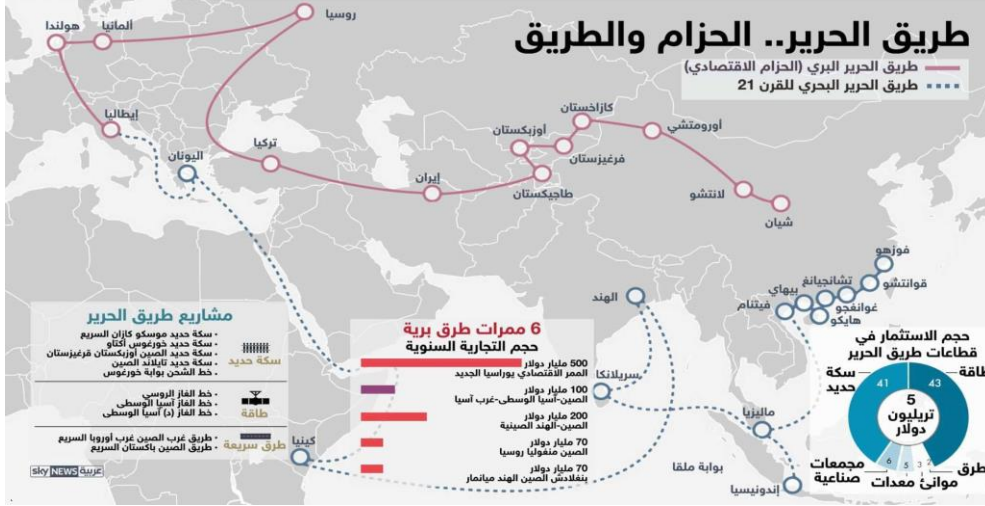 طريق الحرير.. الحزام والطريق
طريق الحرير البري (الحزام الاقتصادي)
طريق الحرير البحري للقرن 21
روسيا
ألمانيا
هولندا
إيطاليا
اليونان
تركيا
إيران
كازاخستان
أوزبكستان
فرغيزستان
طاجيكستان
أورومتشي
لانتشو
شيان
فوزهو
قوانتشو
تشانجيانغ
غوانغجو
بيهاي
هايكو
فيتنام
الهند
سريلانكا
ماليزيا
بوابة ملقا
إندونيسيا
كينيا
مشاريع طريق الحرير
سكة حديد
• سكة حديد موسكو كازان السريع
• سكة حديد خورغوس أكتاو
• سكة حديد الصين أوزبكستان قرغيزستان
• سكة حديد تايلاند الصين
• خط الشحن بوابة خورغوس
طاقة
• خط الغاز الروسي
• خط الغاز آسيا الوسطى
• خط الغاز (د) آسيا الوسطى
طرق سريعة
• طريق غرب الصين غرب أوروبا السريع
• طريق الصين باكستان السريع
6 ممرات طرق برية
حجم التجارية السنوية
500 مليار دولار
الممر الاقتصادي يوراسيا الجديد
100 مليار دولار
الصين-آسيا الوسطى-غرب آسيا
200 مليار دولار
الصين-الهند الصينية
70 مليار دولار
الصين منغوليا روسيا
70 مليار دولار
بنغلادش الصين الهند ميانمار
حجم الاستثمار في
قطاعات طريق الحرير
طاقة
43
سكة
حديد
41
5
تريليون
دولار
6
5
3
2
طرق
موانئ
معدات
مجمعات
صناعية
sky NEWS عربية